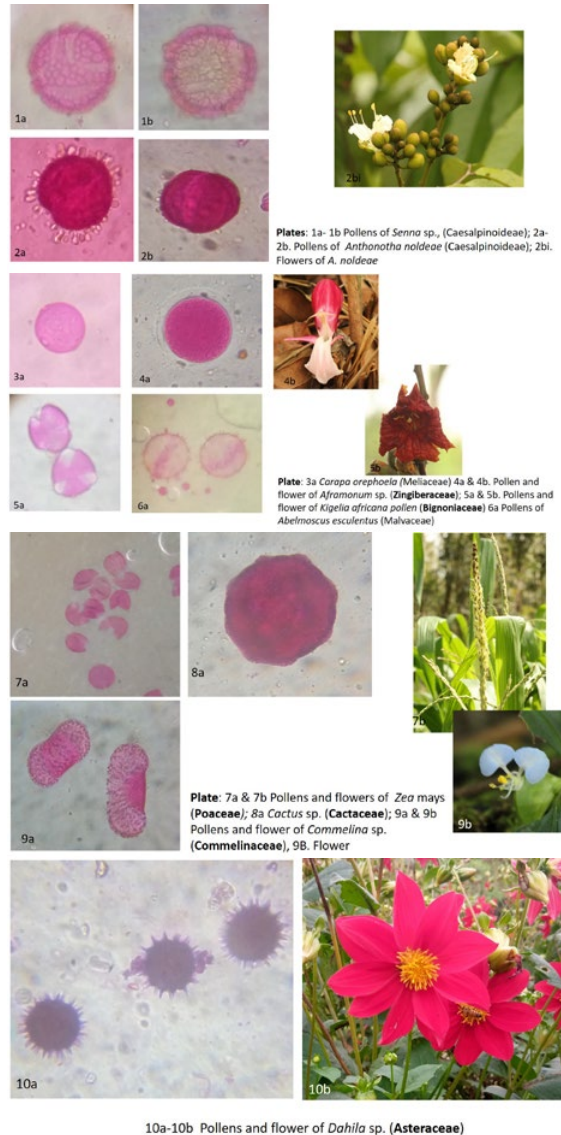 1a
1b
2bi
2a
2b
Plates: 1a- 1b Pollens of Senna sp., (Caesalpinoideae); 2a-
2b. Pollens of Anthonotha noldeae (Caesalpinoideae); 2bi.
Flowers of A. noldeae
3a
4a
4b
5a
6a
5b
Plate: 3a Carapa orephoela (Meliaceae) 4a & 4b. Pollen and
flower of Aframonum sp. (Zingiberaceae); 5a & 5b. Pollens and
flower of Kigelia africana pollen (Bignoniaceae) 6a Pollens of
Abelmoscus esculentus (Malvaceae)
7a
8a
7b
9a
9b
Plate: 7a & 7b Pollens and flowers of Zea mays
(Poaceae); 8a Cactus sp. (Cactaceae); 9a & 9b
Pollens and flower of Commelina sp.
(Commelinaceae), 9B. Flower
10a
10b
10a-10b Pollens and flower of Dahila sp. (Asteraceae)